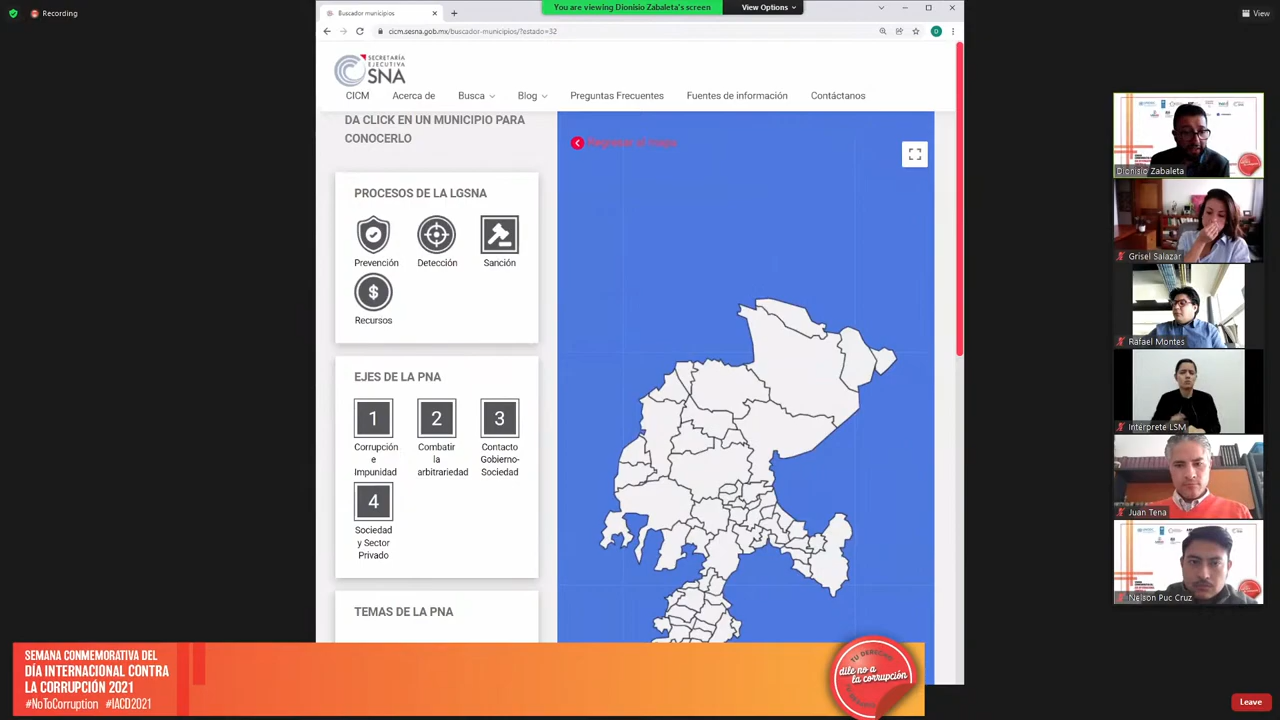 Recording
Buscador municipios
You are viewing Dionisio Zabaleta's screen
View Options
View
cicm.sesna.gob.mx/buscador-municipios/?estado=32
D
SECRETARÍA
EJECUTIVA
SNA
CICM
Acerca de
Busca
Blog
Preguntas Frecuentes
Fuentes de información
Contáctanos
DA CLICK EN UN MUNICIPIO PARA
CONOCERLO
Regresar al mapa
PROCESOS DE LA LGSNA
Prevención
Detección
Sanción
$
Recursos
EJES DE LA PNA
1
2
3
Corrupción
e
Impunidad
Combatir
la
arbitrariedad
Contacto
Gobierno-
Sociedad
4
Sociedad
y Sector
Privado
TEMAS DE LA PNA
Dionisio Zabaleta
Grisel Salazar
Rafael Montes
Interprete LSM
Juan Tena
Nelson Puc Cruz
SEMANA CONMEMORATIVA DEL
DÍA INTERNACIONAL CONTRA
LA CORRUPCIÓN 2021
#NoToCorruption #IACD2021
TU DERECHO
dile no a
la corrupción
Leave